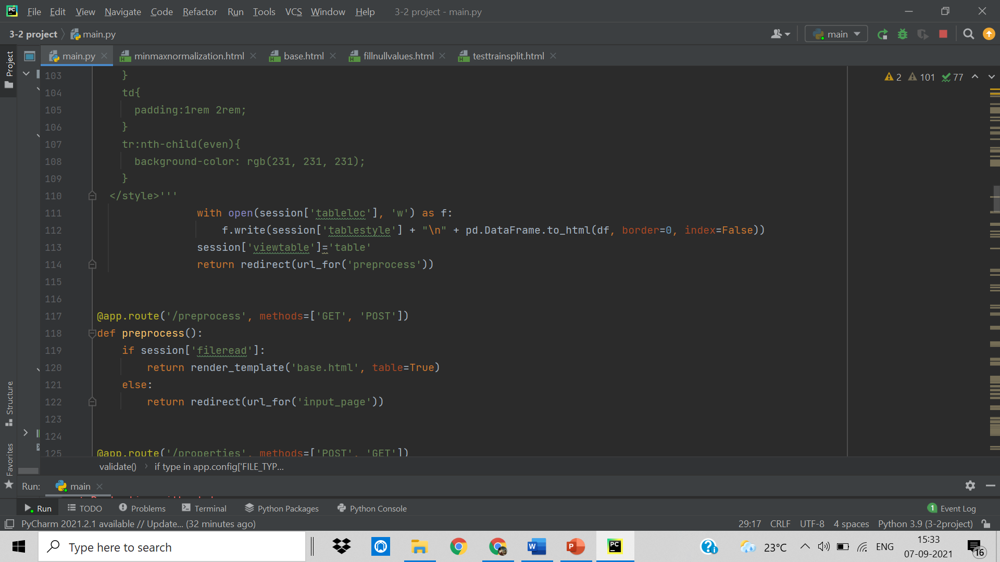 PC File Edit View Navigate Code Refactor Run Tools VCS Window Help 3-2 project - main.py
3-2 project main.py main
Project
main.py minmaxnormalization.html base.html fillnullvalues.html testtrainsplit.html
2 101 77
103 }
104 td{
105 padding:1rem 2rem;
106 }
107 tr:nth-child(even){
108 background-color: rgb(231, 231, 231);
109 }
110 </style>'''
111 with open(session['tableloc'], 'w') as f:
112 f.write(session['tablestyle'] + "\n" + pd.DataFrame.to_html(df, border=0, index=False))
113 session['viewtable']='table'
114 return redirect(url_for('preprocess'))
115
116
117 @app.route('/preprocess', methods=['GET', 'POST'])
118 def preprocess():
119 if session['fileread']:
120 return render_template('base.html', table=True)
121 else:
122 return redirect(url_for('input_page'))
123
124
125 @app.route('/properties', methods=['POST', 'GET'])
Structure
Favorites
validate() if type in app.config['FILE_TYP...
Run: main
Run TODO Problems Terminal Python Packages Python Console 1 Event Log
PyCharm 2021.2.1 available // Update... (32 minutes ago) 29:17 CRLF UTF-8 4 spaces Python 3.9 (3-2project)
Type here to search W P PC 23°C ENG 15:33
07-09-2021 16